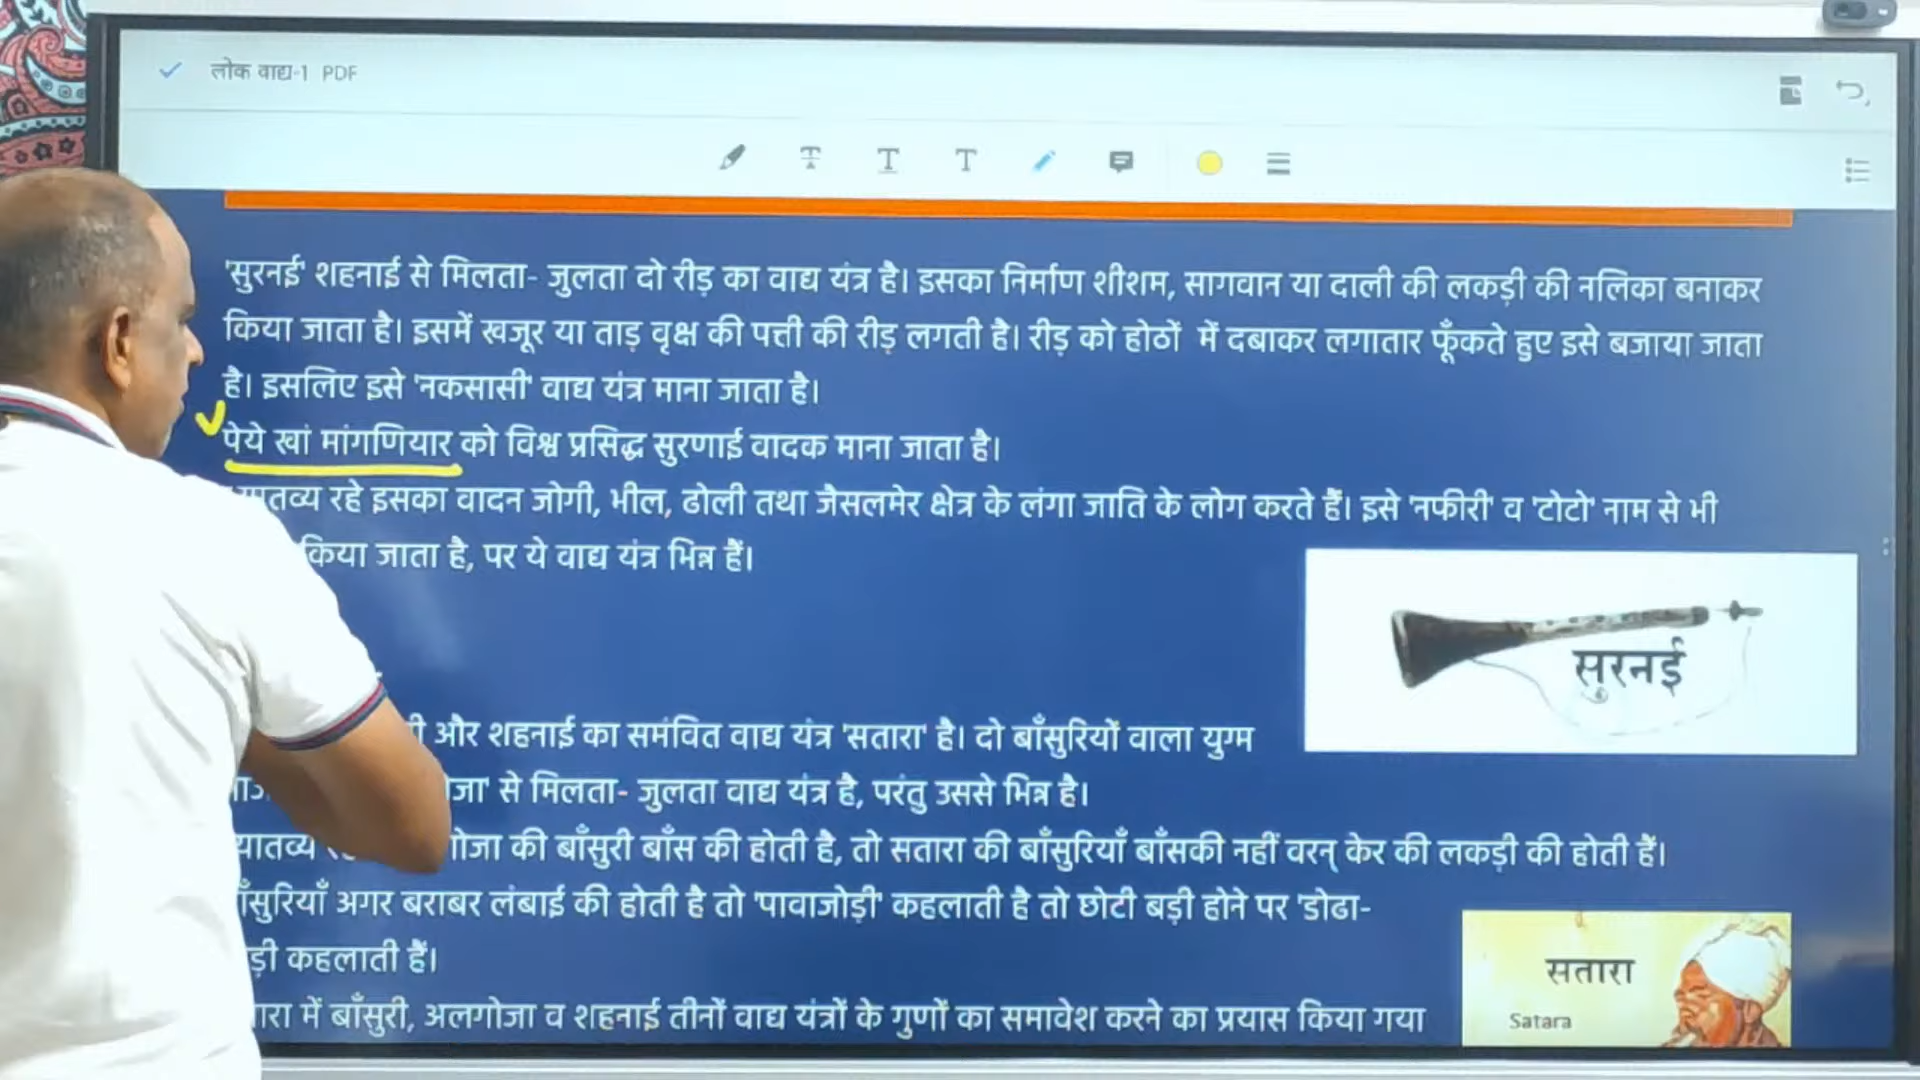 लोक वाद्य-1 PDF
'सुरनई' शहनाई से मिलता- जुलता दो रीड़ का वाद्य यंत्र है। इसका निर्माण शीशम, सागवान या दाली की लकड़ी की नलिका बनाकर
किया जाता है। इसमें खजूर या ताड़ वृक्ष की पत्ती की रीड़ लगती है। रीड़ को होठों में दबाकर लगातार फूँकते हुए इसे बजाया जाता
है। इसलिए इसे 'नकसासी' वाद्य यंत्र माना जाता है।
पेये खां मांगणियार को विश्व प्रसिद्ध सुरणाई वादक माना जाता है।
रहे इसका वादन जोगी, भील, ढोली तथा जैसलमेर क्षेत्र के लंगा जाति के लोग करते हैं। इसे 'नफीरी' व 'टोटो' नाम से भी
किया जाता है, पर ये वाद्य यंत्र भिन्न हैं।
सुरनई
और शहनाई का समंवित वाद्य यंत्र 'सतारा' है। दो बाँसुरियों वाला युग्म
से मिलता- जुलता वाद्य यंत्र है, परंतु उससे भिन्न है।
की बाँसुरी बाँस की होती है, तो सतारा की बाँसुरियाँ बाँसकी नहीं वरन् केर की लकड़ी की होती हैं।
अगर बराबर लंबाई की होती है तो 'पावाजोड़ी' कहलाती है तो छोटी बड़ी होने पर 'डोढा-
कहलाती हैं।
में बाँसुरी, अलगोजा व शहनाई तीनों वाद्य यंत्रों के गुणों का समावेश करने का प्रयास किया गया
सतारा
Satara